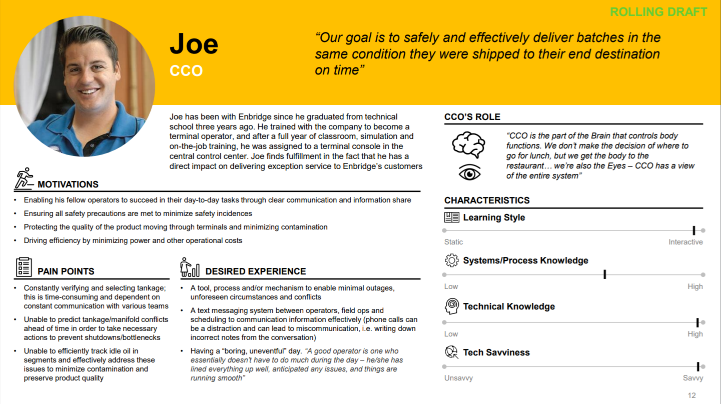 ROLLING DRAFT
Joe
CCO
“Our goal is to safely and effectively deliver batches in the
same condition they were shipped to their end destination
on time”
Joe has been with Enbridge since he graduated from technical
school three years ago. He trained with the company to become a
terminal operator, and after a full year of classroom, simulation and
on-the-job training, he was assigned to a terminal console in the
central control center. Joe finds fulfillment in the fact that he has a
direct impact on delivering exception service to Enbridge’s customers
MOTIVATIONS
• Enabling his fellow operators to succeed in their day-to-day tasks through clear communication and information share
• Ensuring all safety precautions are met to minimize safety incidences
• Protecting the quality of the product moving through terminals and minimizing contamination
• Driving efficiency by minimizing power and other operational costs
PAIN POINTS
• Constantly verifying and selecting tankage;
this is time-consuming and dependent on
constant communication with various teams
• Unable to predict tankage/manifold conflicts
ahead of time in order to take necessary
actions to prevent shutdowns/bottlenecks
• Unable to efficiently track idle oil in
segments and effectively address these
issues to minimize contamination and
preserve product quality
DESIRED EXPERIENCE
• A tool, process and/or mechanism to enable minimal outages,
unforeseen circumstances and conflicts
• A text messaging system between operators, field ops and
scheduling to communication information effectively (phone calls can
be a distraction and can lead to miscommunication, i.e. writing down
incorrect notes from the conversation)
• Having a “boring, uneventful” day. “A good operator is one who
essentially doesn’t have to do much during the day – he/she has
lined everything up well, anticipated any issues, and things are
running smooth”
CCO’S ROLE
“CCO is the part of the Brain that controls body
functions. We don’t make the decision of where to
go for lunch, but we get the body to the
restaurant… we’re also the Eyes – CCO has a view
of the entire system”
CHARACTERISTICS
Learning Style
Static Interactive
Systems/Process Knowledge
Low High
Technical Knowledge
Low High
Tech Savviness
Unsavvy Savvy
12